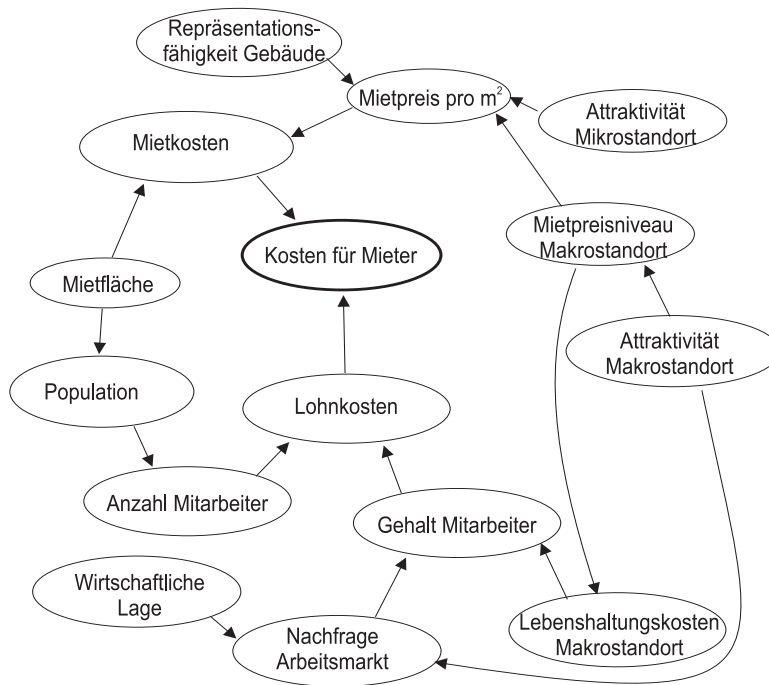 Repräsentations-
fähigkeit Gebäude
Mietpreis pro m²
Attraktivität
Mikrostandort
Mietkosten
Mietpreisniveau
Makrostandort
Kosten für Mieter
Mietfläche
Attraktivität
Makrostandort
Population
Lohnkosten
Anzahl Mitarbeiter
Gehalt Mitarbeiter
Wirtschaftliche
Lage
Lebenshaltungskosten
Makrostandort
Nachfrage
Arbeitsmarkt